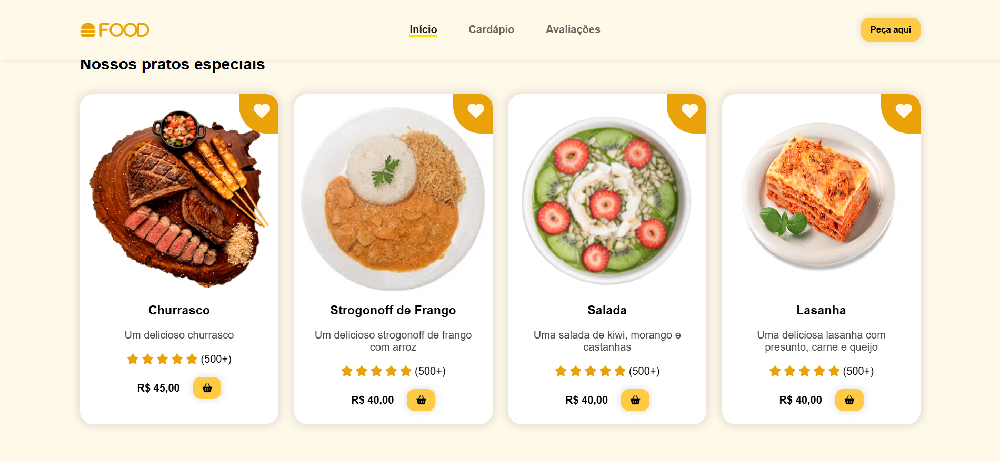 FOOD
Início
Cardápio
Avaliações
Peça aqui
Nossos pratos especiais
Churrasco
Um delicioso churrasco
(500+)
R$ 45,00
Strogonoff de Frango
Um delicioso strogonoff de frango
com arroz
(500+)
R$ 40,00
Salada
Uma salada de kiwi, morango e
castanhas
(500+)
R$ 40,00
Lasanha
Uma deliciosa lasanha com
presunto, carne e queijo
(500+)
R$ 40,00